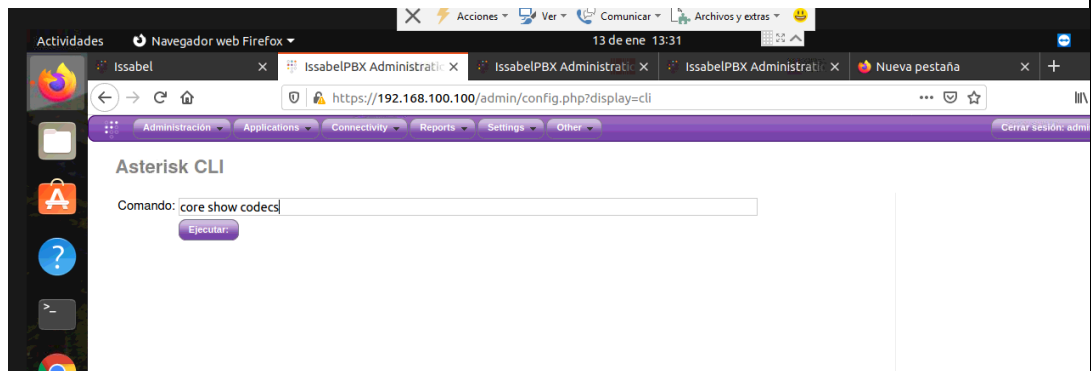 Acciones Ver Comunicar Archivos y extras
Actividades Navegador web Firefox 13 de ene 13:31
Issabel IssabelPBX Administratic IssabelPBX Administratic IssabelPBX Administratio Nueva pestaña
https://192.168.100.100/admin/config.php?display=cli
Administración Applications Connectivity Reports Settings Other Cerrar sesión: admi
Asterisk CLI
Comando: core show codecs
Ejecutar: